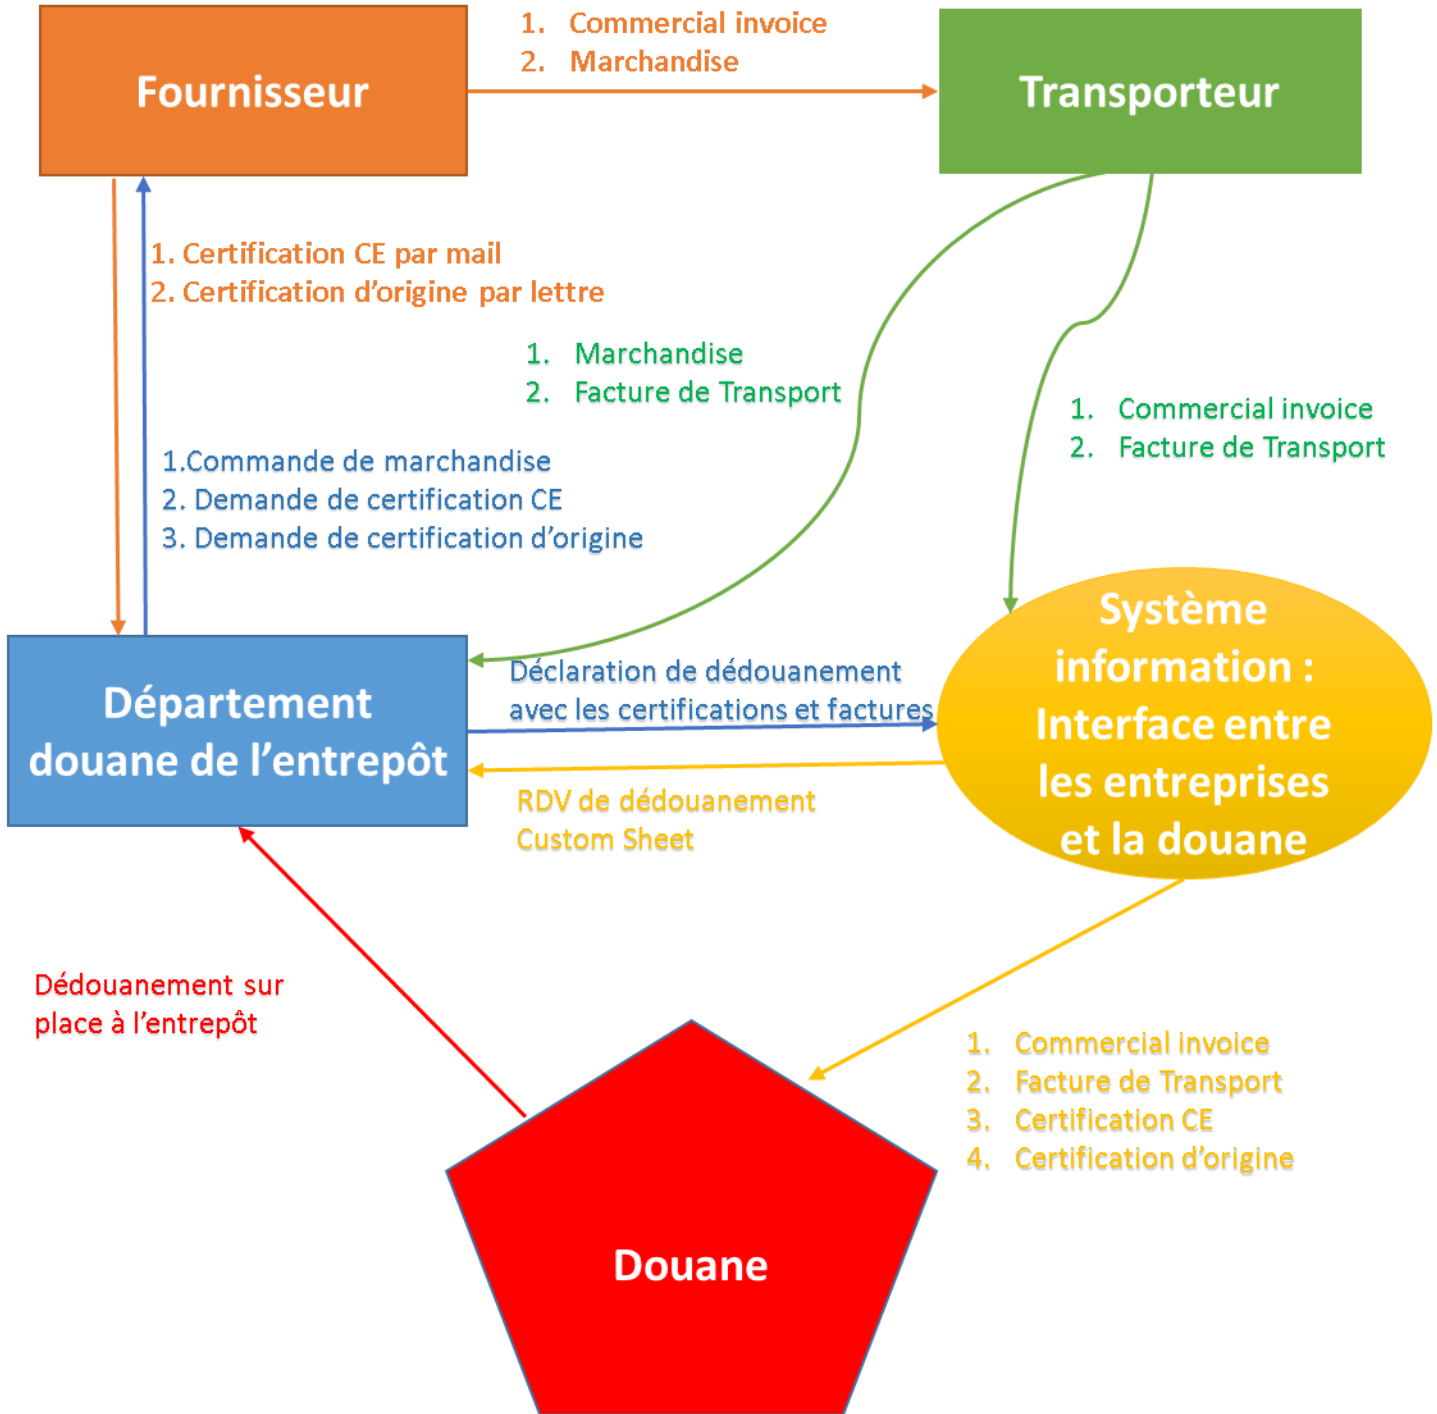 Fournisseur
1. Commercial invoice
2. Marchandise
Transporteur
1. Certification CE par mail
2. Certification d'origine par lettre
1. Marchandise
2. Facture de Transport
1. Commercial invoice
2. Facture de Transport
1.Commande de marchandise
2. Demande de certification CE
3. Demande de certification d'origine
Département
douane de l'entrepôt
Déclaration de dédouanement
avec les certifications et factures
RDV de dédouanement
Custom Sheet
Système
information :
Interface entre
les entreprises
et la douane
Dédouanement sur
place à l'entrepôt
1. Commercial invoice
2. Facture de Transport
3. Certification CE
4. Certification d'origine
Douane